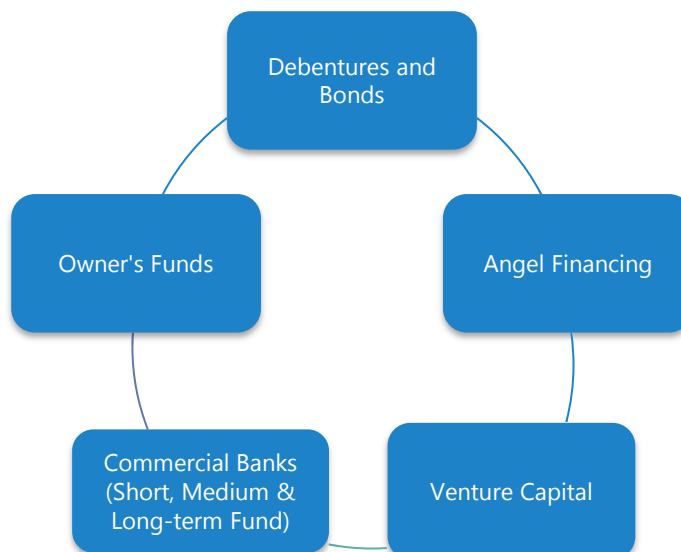 Debentures and
Bonds
Owner's Funds
Angel Financing
Commercial Banks
(Short, Medium &
Long-term Fund)
Venture Capital